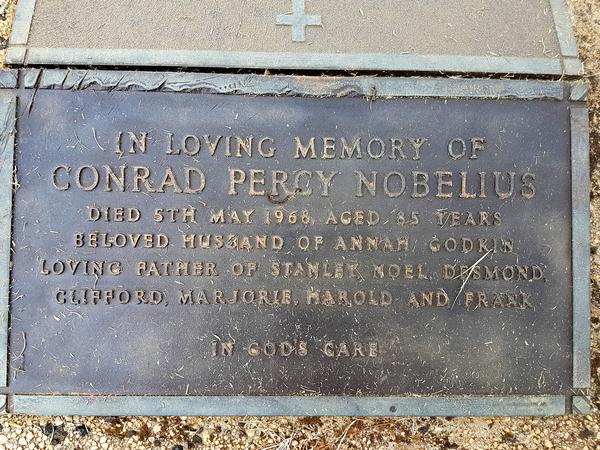 IN LOVING MEMORY OF
CONRAD PERCY NOBELIUS
DIED 5TH MAY 1968, AGED 85 YEARS
BELOVED HUSBAND OF ANNAH GODKIN
LOVING FATHER OF STANLEY, NOEL, DESMOND,
CLIFFORD, MARJORIE, HAROLD AND FRANK
IN GOD'S CARE